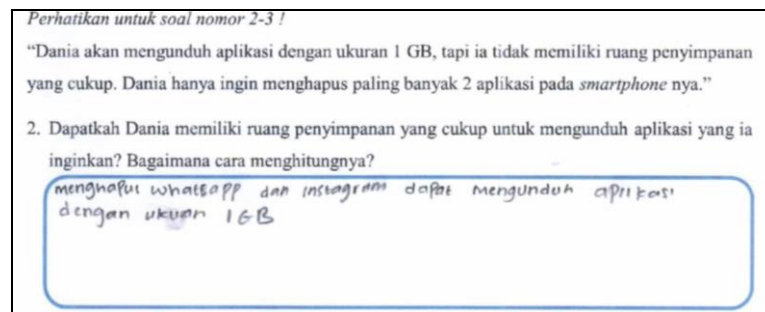 Perhatikan untuk soal nomor 2-3 !
“Dania akan mengunduh aplikasi dengan ukuran 1 GB, tapi ia tidak memiliki ruang penyimpanan
yang cukup. Dania hanya ingin menghapus paling banyak 2 aplikasi pada smartphone nya.”
2. Dapatkah Dania memiliki ruang penyimpanan yang cukup untuk mengunduh aplikasi yang ia
inginkan? Bagaimana cara menghitungnya?
menghapus whatsapp dan instagram dapat mengunduh aplikasi
dengan ukuan 1GB